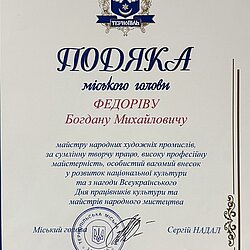 ТЕРНОПІЛЬ
ПОДЯКА
міського голови
ФЕДОРІВУ
Богдану Михайловичу
майстру народних художніх промислів,
за сумлінну творчу працю, високу професійну
майстерність, особистий вагомий внесок
у розвиток національної культури
та з нагоди Всеукраїнського
Дня працівників культури та
майстрів народного мистецтва
Міський голова
Сергій НАДАЛ